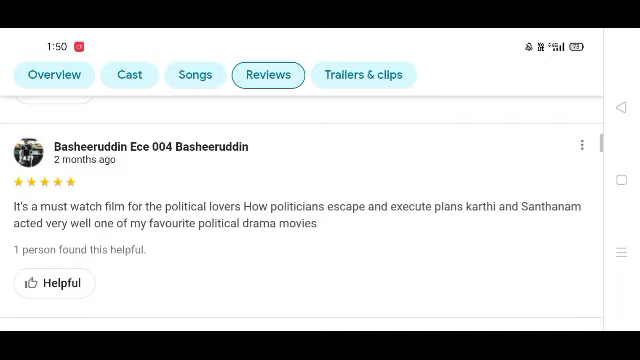 1:50
Overview
Cast
Songs
Reviews
Trailers & clips
Basheeruddin Ece 004 Basheeruddin
2 months ago
It's a must watch film for the political lovers How politicians escape and execute plans karthi and Santhanam
acted very well one of my favourite political drama movies
1 person found this helpful.
Helpful